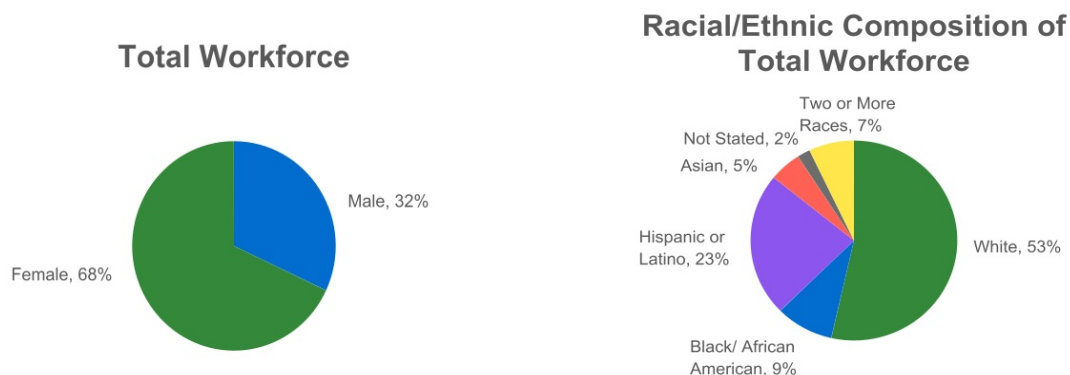 Total Workforce
Male, 32%
Female, 68%
Racial/Ethnic Composition of
Total Workforce
Two or More
Races, 7%
Not Stated, 2%
Asian, 5%
Hispanic or
Latino, 23%
White, 53%
Black/ African
American, 9%